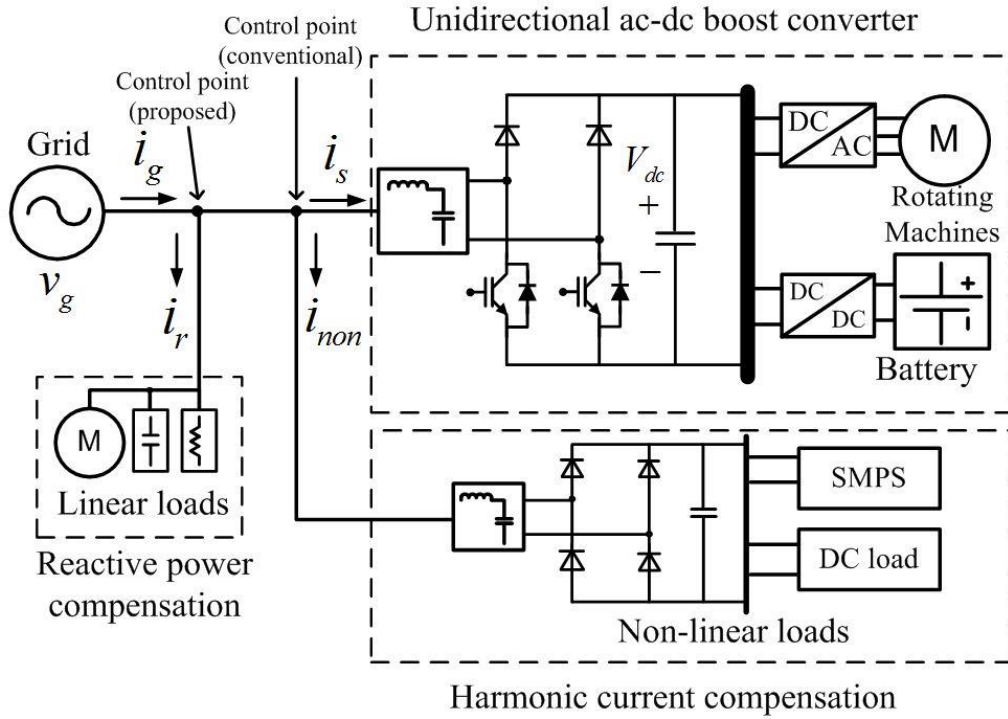 Unidirectional ac-dc boost converter
Control point
(conventional)
Control point
(proposed)
Grid
i_g
i_s
v_g
i_r
i_non
V_dc
+
−
DC
AC
M
Rotating
Machines
DC
DC
+
Battery
M
Linear loads
Reactive power
compensation
SMPS
DC load
Non-linear loads
Harmonic current compensation